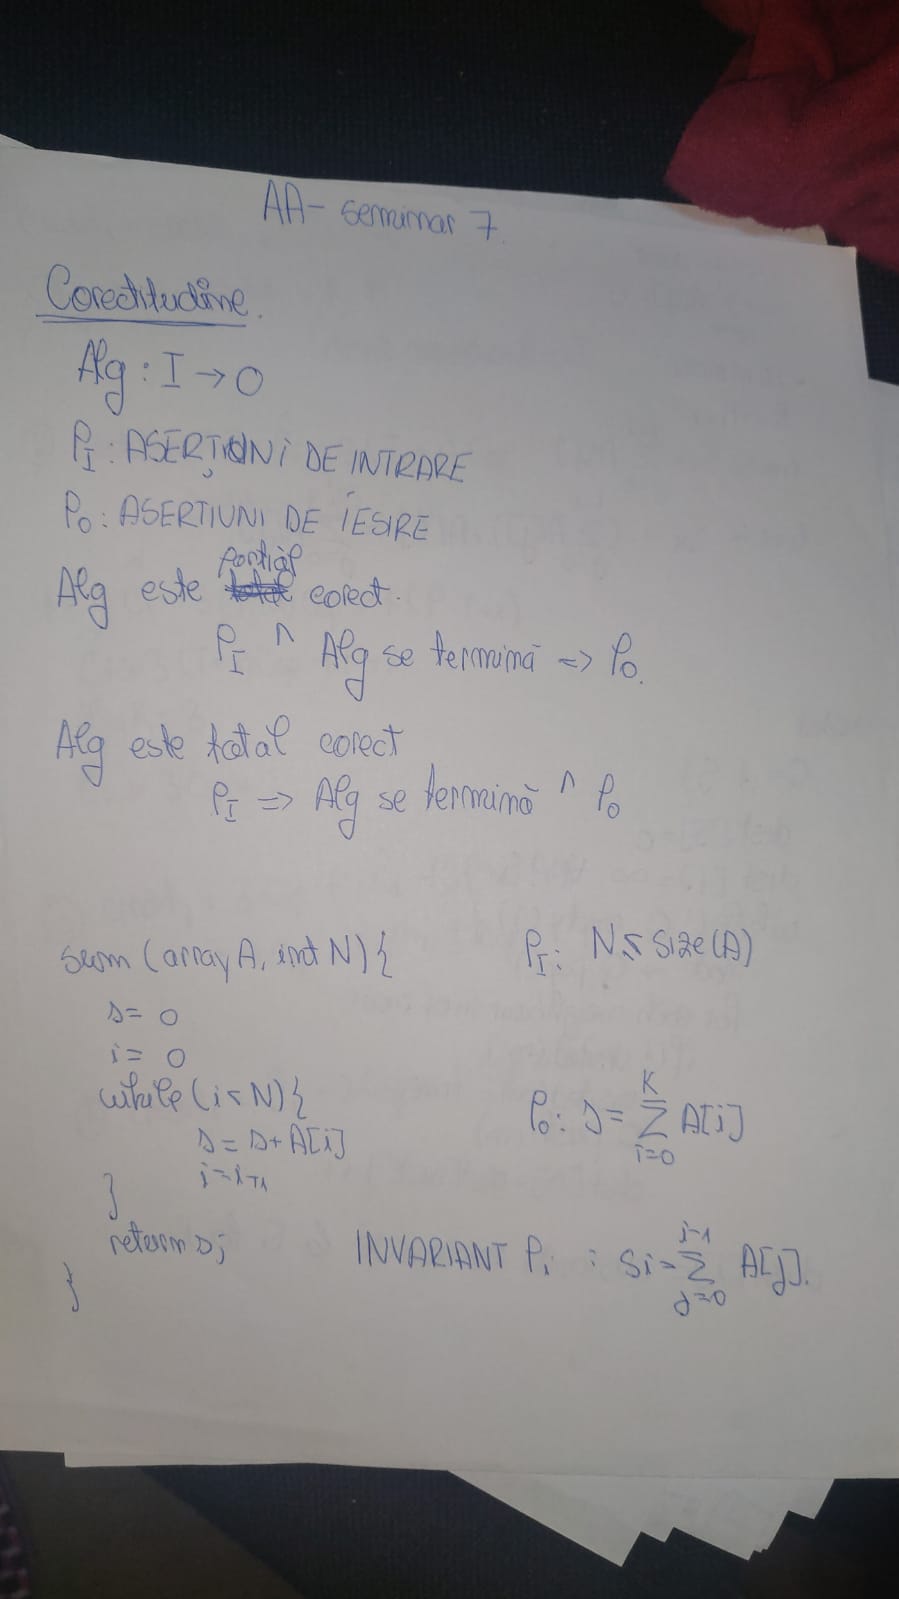 AA- seminar 7.
Corectitudine.
Alg : I → O
P_I : ASERȚIUNI DE INTRARE
P_O : ASERTIUNI DE IESIRE
Alg este parțial corect.
P_I ∧ Alg se termină => P_O.
Alg este total corect
P_I => Alg se termină ∧ P_O
sum (array A, int N) { P_I: N ≤ size(A)
s = 0
i = 0
while (i < N) { P_O: s = \sum_{i=0}^{K} A[i]
s = s + A[i]
i = i+1
}
return s; INVARIANT P_i : s_i = \sum_{j=0}^{i-1} A[j].
}